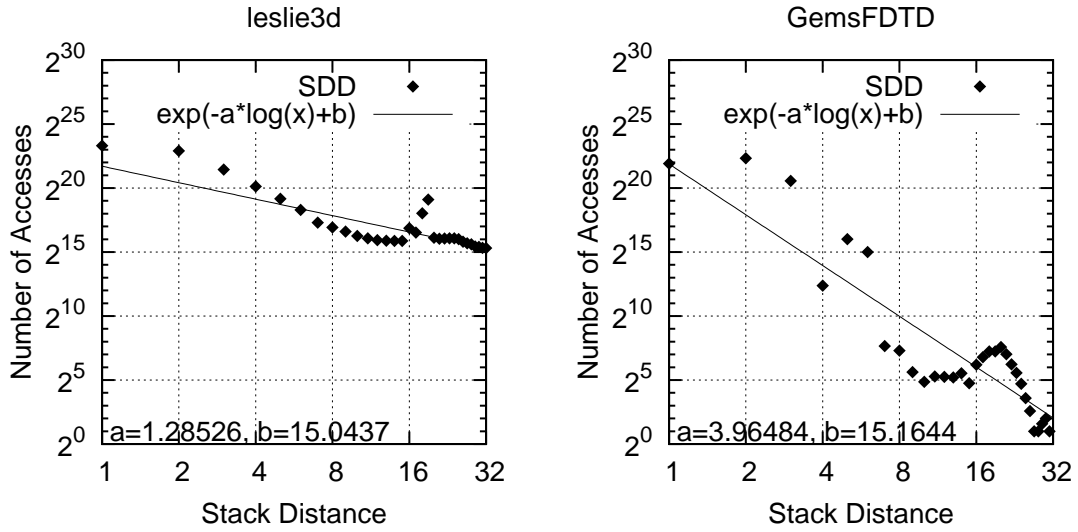 leslie3d
Number of Accesses
2^30
2^25
2^20
2^15
2^10
2^5
2^0
SDD
exp(-a*log(x)+b)
a=1.28526, b=15.0437
1 2 4 8 16 32
Stack Distance
GemsFDTD
Number of Accesses
2^30
2^25
2^20
2^15
2^10
2^5
2^0
SDD
exp(-a*log(x)+b)
a=3.96484, b=15.1644
1 2 4 8 16 32
Stack Distance